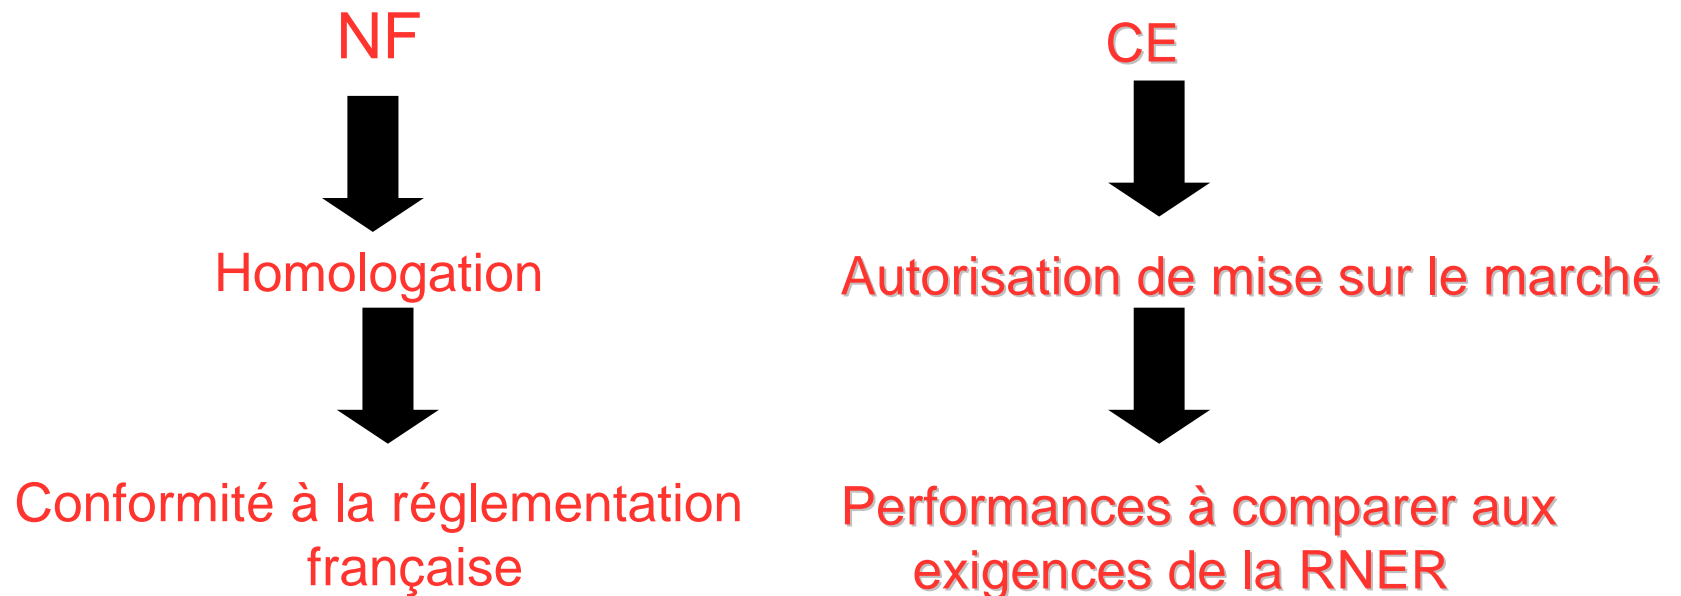 NF
Homologation
Conformité à la réglementation
française
CE
Autorisation de mise sur le marché
Performances à comparer aux
exigences de la RNER